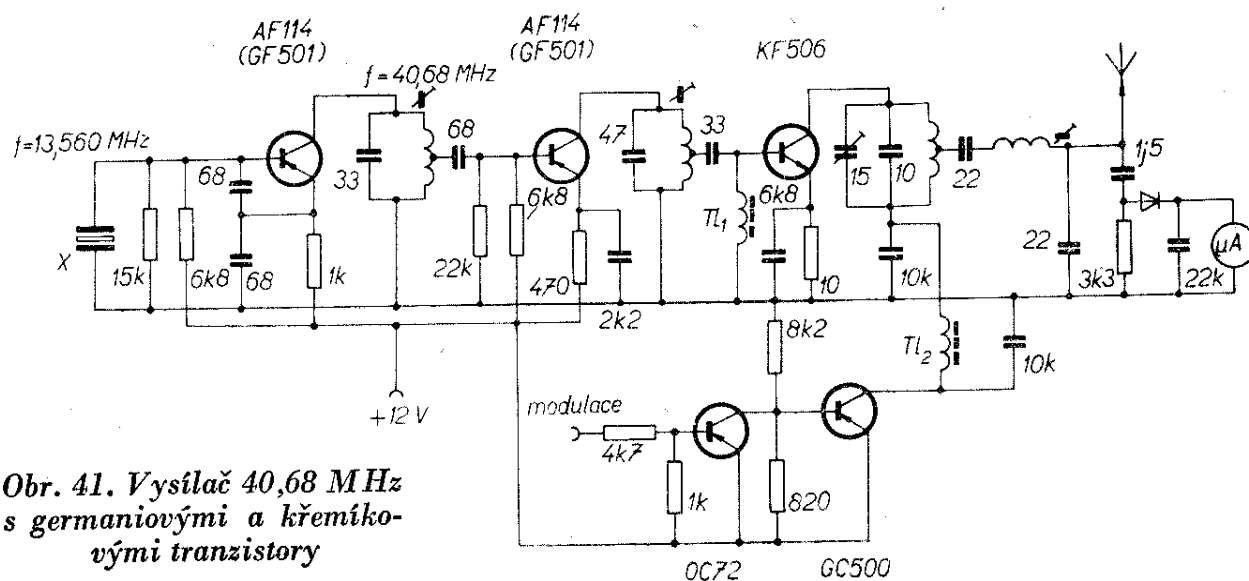 AF114
(GF501)
AF114
(GF501)
KF506
f=40,68 MHz
f=13,560 MHz
68
33
68
47
33
6k8
6k8
15
10
22
1j5
Tl1
X
15k
6k8
68
1k
22k
470
2k2
10
10k
22
3k3
22k
μA
8k2
Tl2
10k
+12V
modulace
4k7
1k
820
OC72
GC500
Obr. 41. Vysílač 40,68 MHz
s germaniovými a křemíko-
vými tranzistory